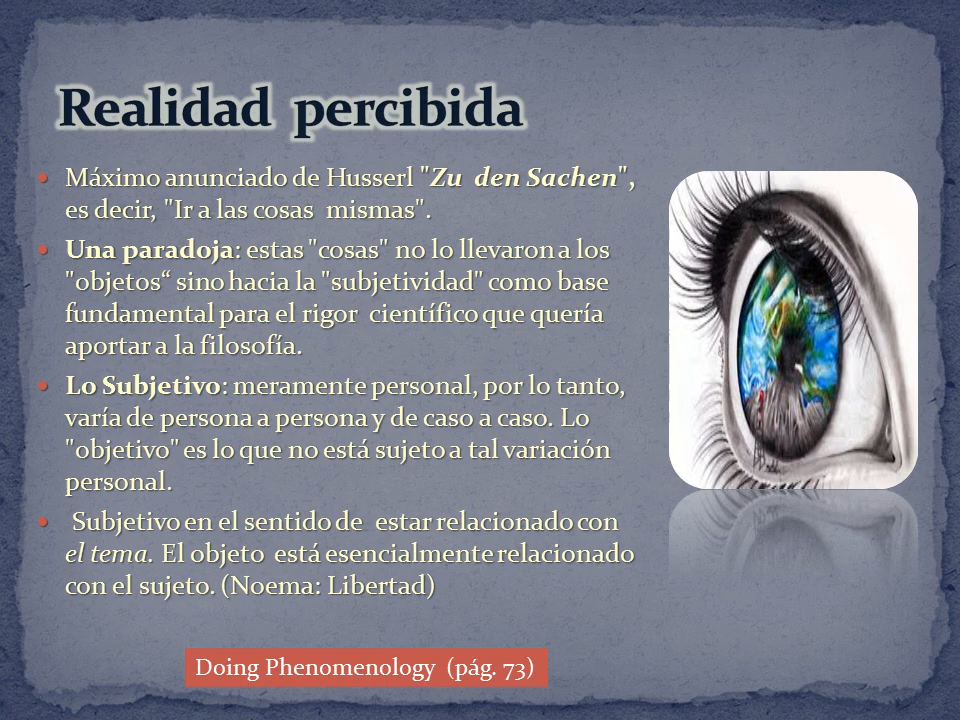 Realidad percibida
• Máximo anunciado de Husserl "Zu den Sachen",
es decir, "Ir a las cosas mismas".
• Una paradoja: estas "cosas" no lo llevaron a los
"objetos“ sino hacia la "subjetividad" como base
fundamental para el rigor científico que quería
aportar a la filosofía.
• Lo Subjetivo: meramente personal, por lo tanto,
varía de persona a persona y de caso a caso. Lo
"objetivo" es lo que no está sujeto a tal variación
personal.
• Subjetivo en el sentido de estar relacionado con
el tema. El objeto está esencialmente relacionado
con el sujeto. (Noema: Libertad)
Doing Phenomenology (pág. 73)